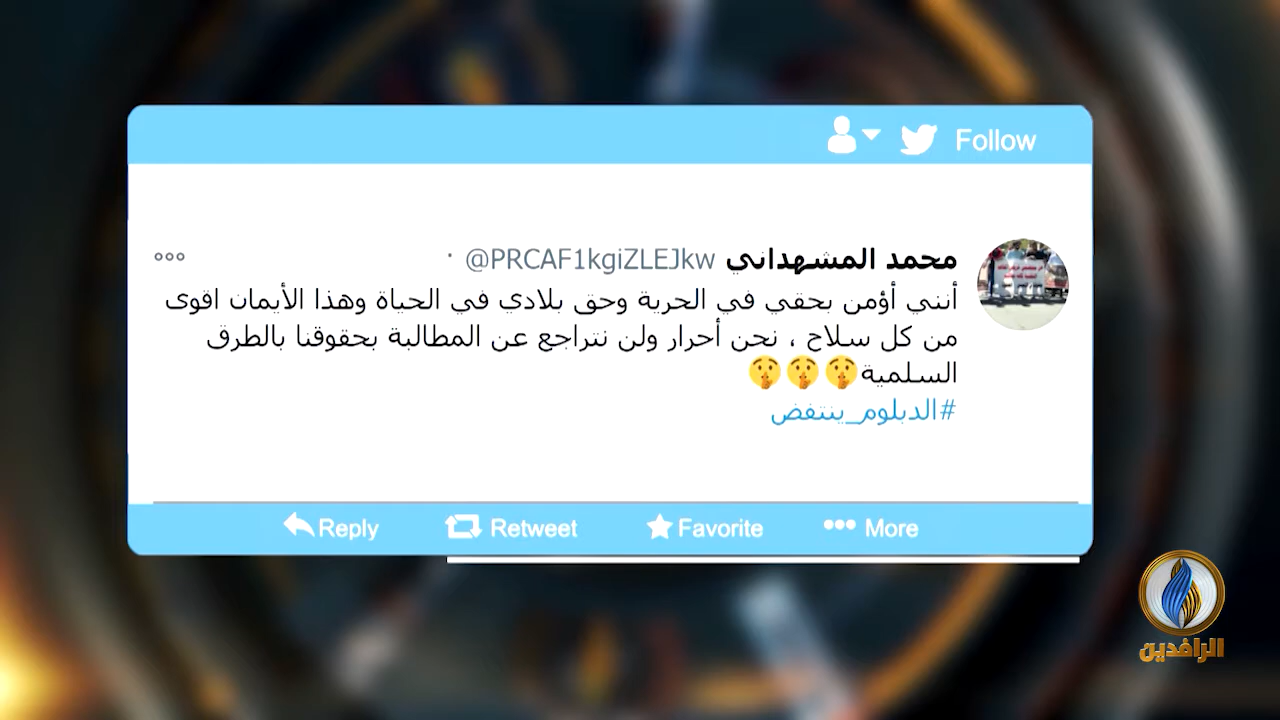 Follow
محمد المشهداني @PRCAF1kgiZLEJkw ·
أنني أؤمن بحقي في الحرية وحق بلادي في الحياة وهذا الأيمان اقوى
من كل سلاح ، نحن أحرار ولن نتراجع عن المطالبة بحقوقنا بالطرق
السلمية🤫🤫🤫
#الدبلوم_ينتفض
Reply Retweet Favorite More
الرافدين